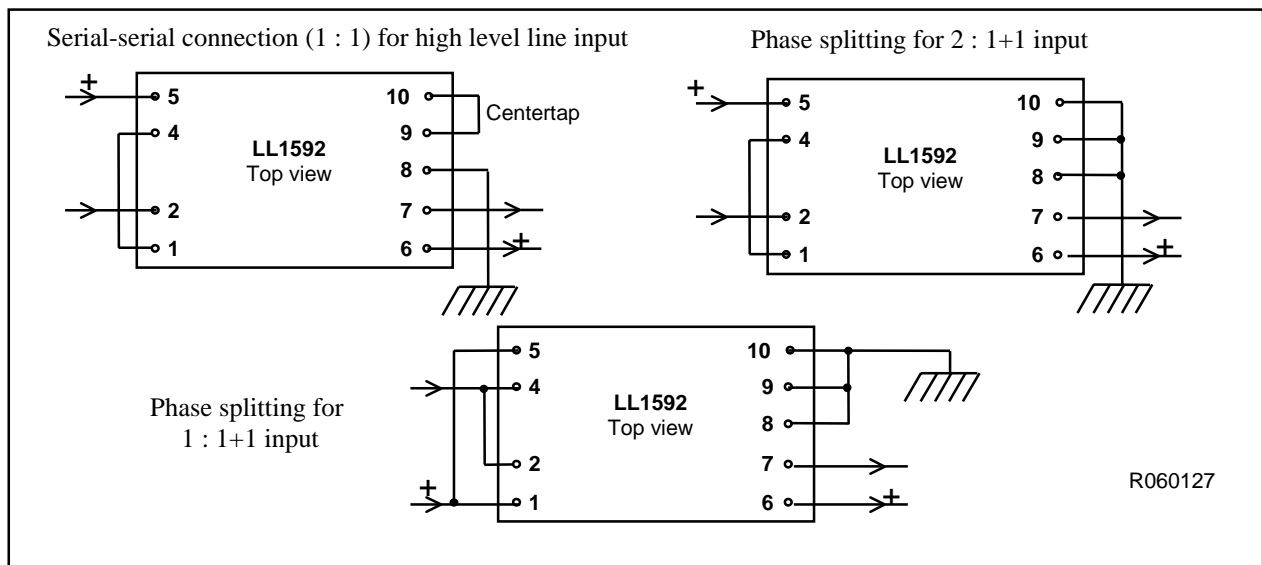 Serial-serial connection (1 : 1) for high level line input
+
5
4
2
1
LL1592
Top view
10
9
8
7
6
Centertap
+
Phase splitting for 2 : 1+1 input
+
5
4
2
1
LL1592
Top view
10
9
8
7
6
+
Phase splitting for
1 : 1+1 input
+
5
4
2
1
LL1592
Top view
10
9
8
7
6
+
R060127